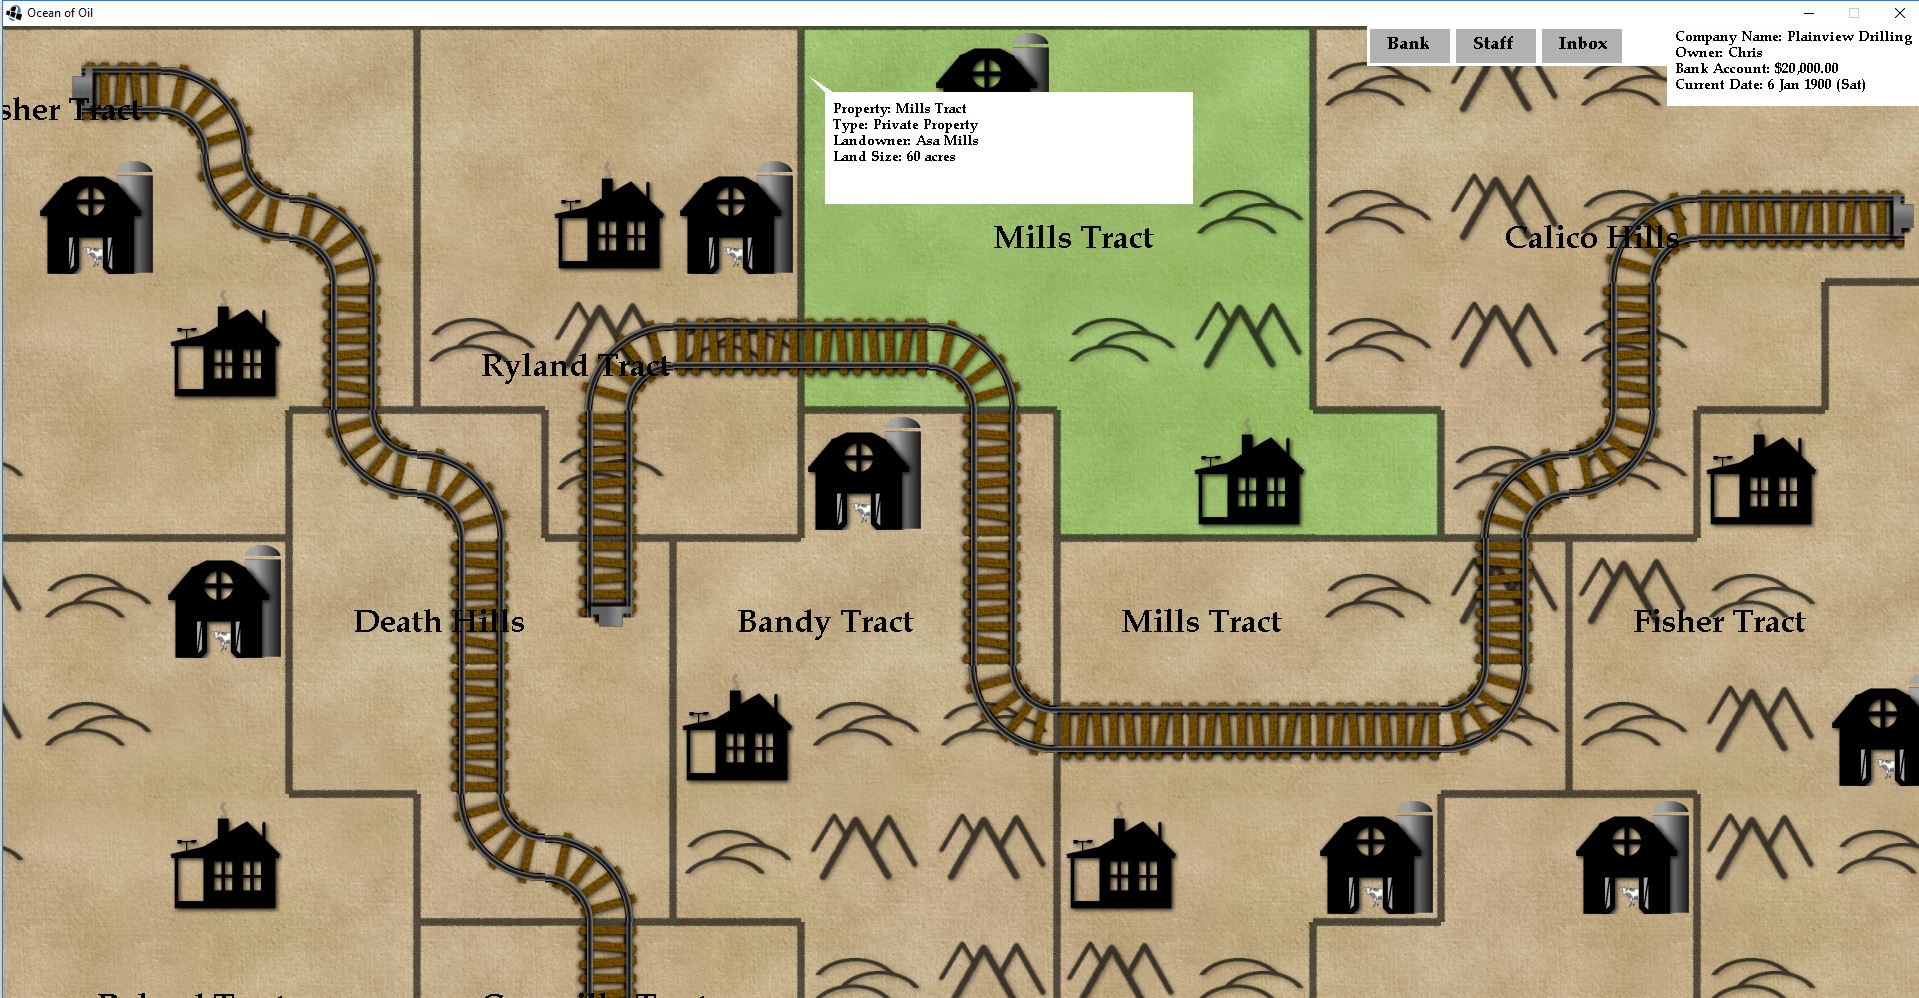 Ocean of Oil
Bank
Staff
Inbox
Company Name: Plainview Drilling
Owner: Chris
Bank Account: $20,000.00
Current Date: 6 Jan 1900 (Sat)
sher Tract
Property: Mills Tract
Type: Private Property
Landowner: Asa Mills
Land Size: 60 acres
Mills Tract
Calico Hills
Ryland Tract
Death Hills
Bandy Tract
Mills Tract
Fisher Tract